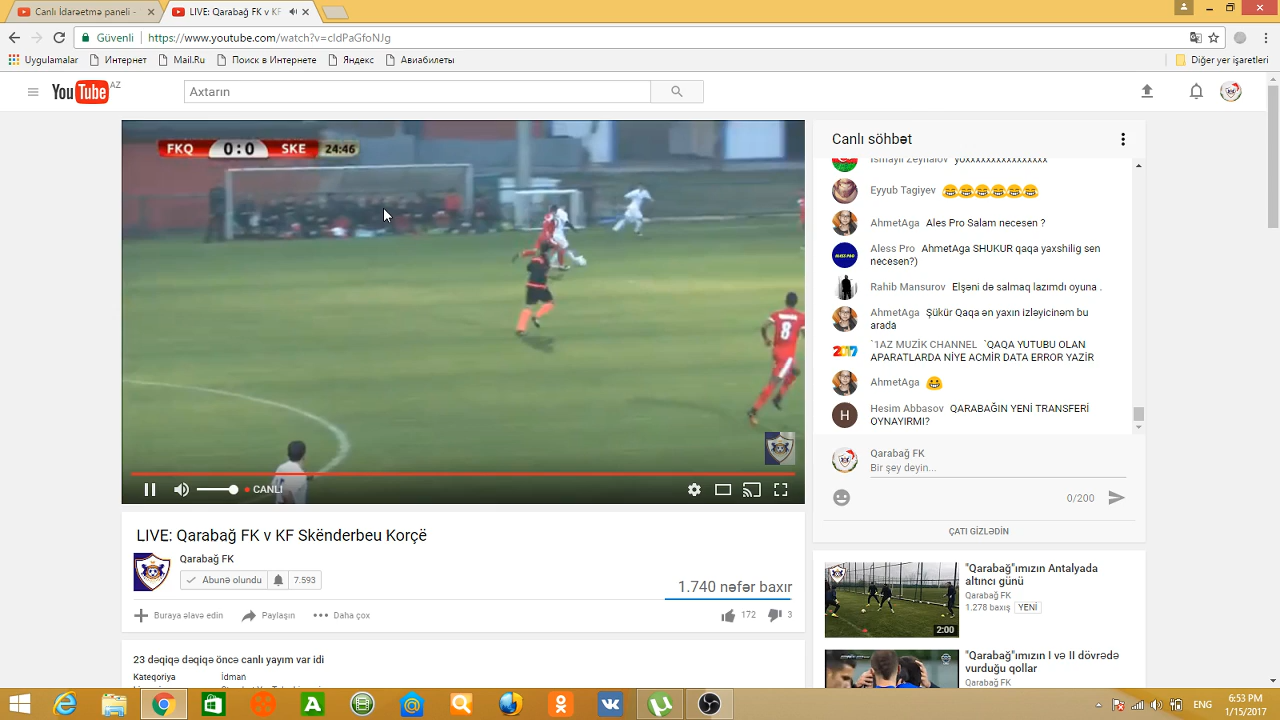 Canlı İdarəetmə paneli -
LIVE: Qarabağ FK v KF
Güvenli
https://www.youtube.com/watch?v=cIdPaGfoNJg
Uygulamalar
Интернет
Mail.Ru
Поиск в Интернете
Яндекс
Авиабилеты
Diğer yer işaretleri
YouTube AZ
Axtarın
FKQ 0:0 SKE 24:46
8
CANLI
Canlı söhbət
Ismayil Zeynalov yoxxxxxxxxxxxxxxxx
Eyyub Tagiyev 😂😂😂😂😂😂
AhmetAga Ales Pro Salam necesen ?
Aless Pro AhmetAga SHUKUR qaqa yaxshilig sen
necesen?)
Rahib Mansurov Elşəni də salmaq lazımdı oyuna .
AhmetAga Şükür Qaqa ən yaxın izləyicinəm bu
arada
`1AZ MUZİK CHANNEL `QAQA YUTUBU OLAN
APARATLARDA NİYE ACMİR DATA ERROR YAZİR
AhmetAga 😂
H
Hesim Abbasov QARABAĞIN YENİ TRANSFERİ
OYNAYIRMI?
Qarabağ FK
Bir şey deyin...
0/200
ÇATI GİZLƏDİN
LIVE: Qarabağ FK v KF Skënderbeu Korçë
Qarabağ FK
Abunə olundu
7.593
1.740 nəfər baxır
Buraya əlavə edin
Paylaşın
Daha çox
172
3
23 dəqiqə dəqiqə öncə canlı yayım var idi
Kateqoriya İdman
"Qarabağ"ımızın Antalyada
altıncı günü
Qarabağ FK
1.278 baxış YENİ
2:00
"Qarabağ"ımızın I və II dövrədə
vurduğu qollar
Qarabağ FK
ENG
6:53 PM
1/15/2017